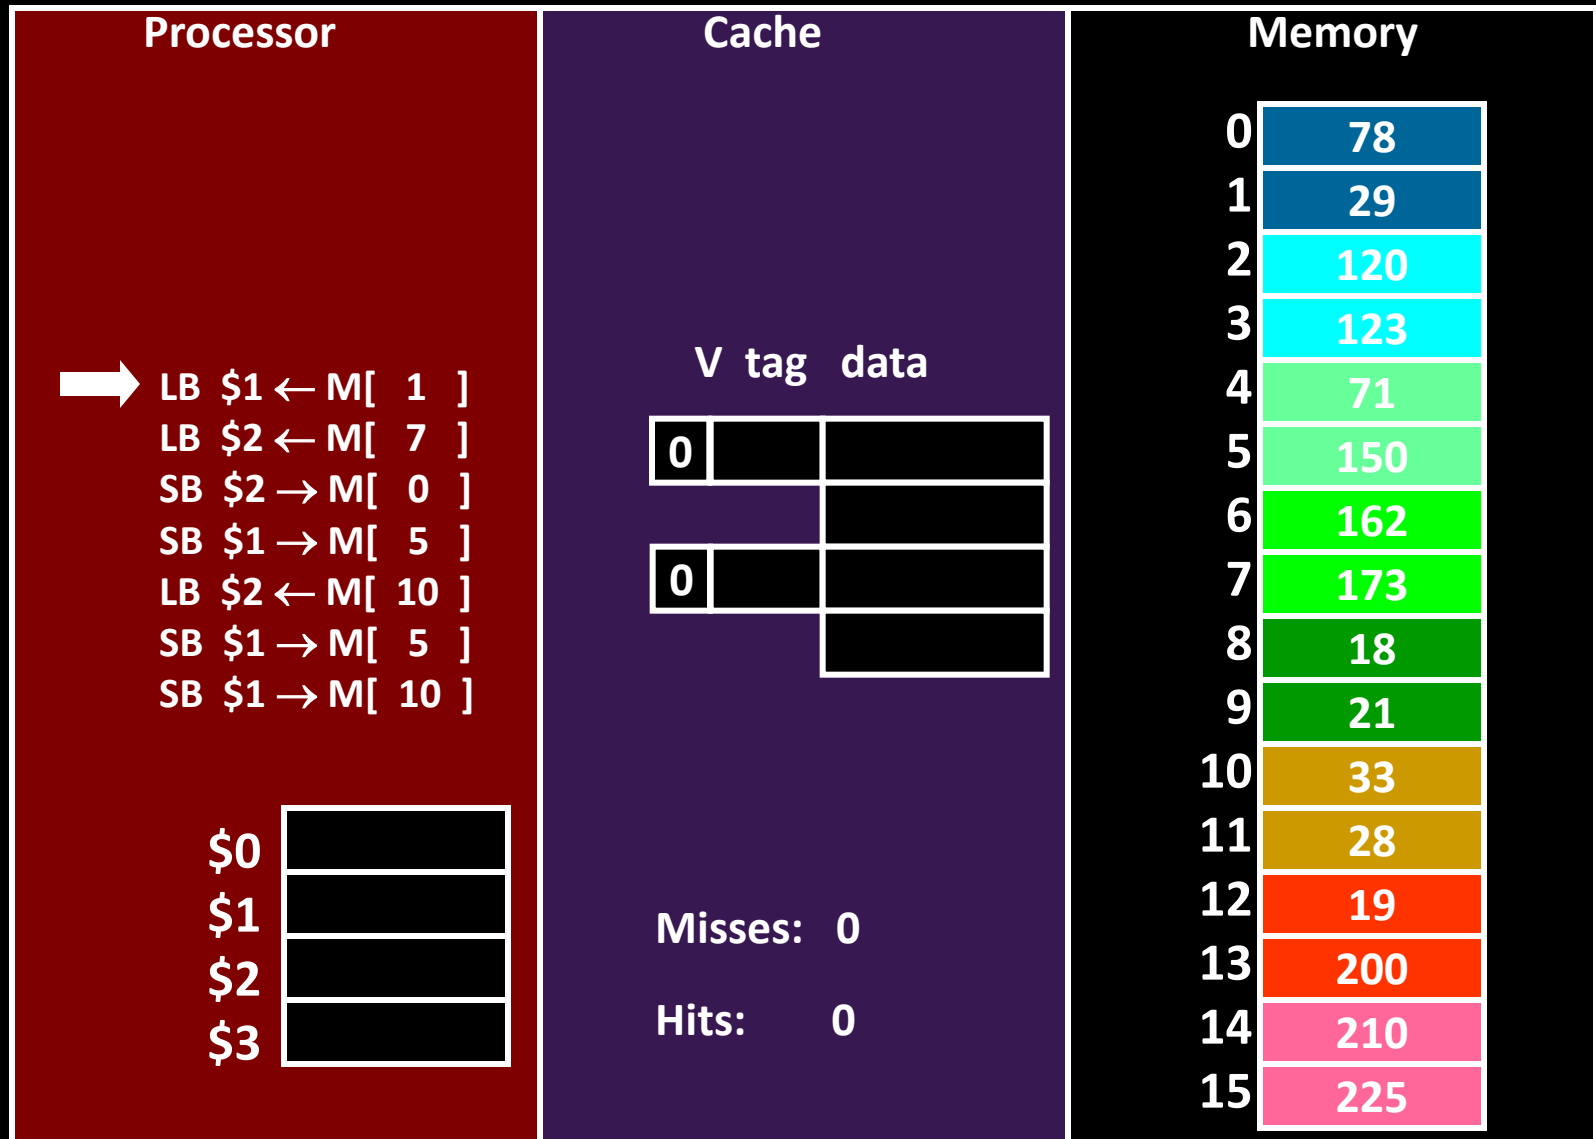 Processor
LB $1 ← M[ 1 ]
LB $2 ← M[ 7 ]
SB $2 → M[ 0 ]
SB $1 → M[ 5 ]
LB $2 ← M[ 10 ]
SB $1 → M[ 5 ]
SB $1 → M[ 10 ]
$0
$1
$2
$3
Cache
V tag data
0
0
Misses: 0
Hits: 0
Memory
0 78
1 29
2 120
3 123
4 71
5 150
6 162
7 173
8 18
9 21
10 33
11 28
12 19
13 200
14 210
15 225